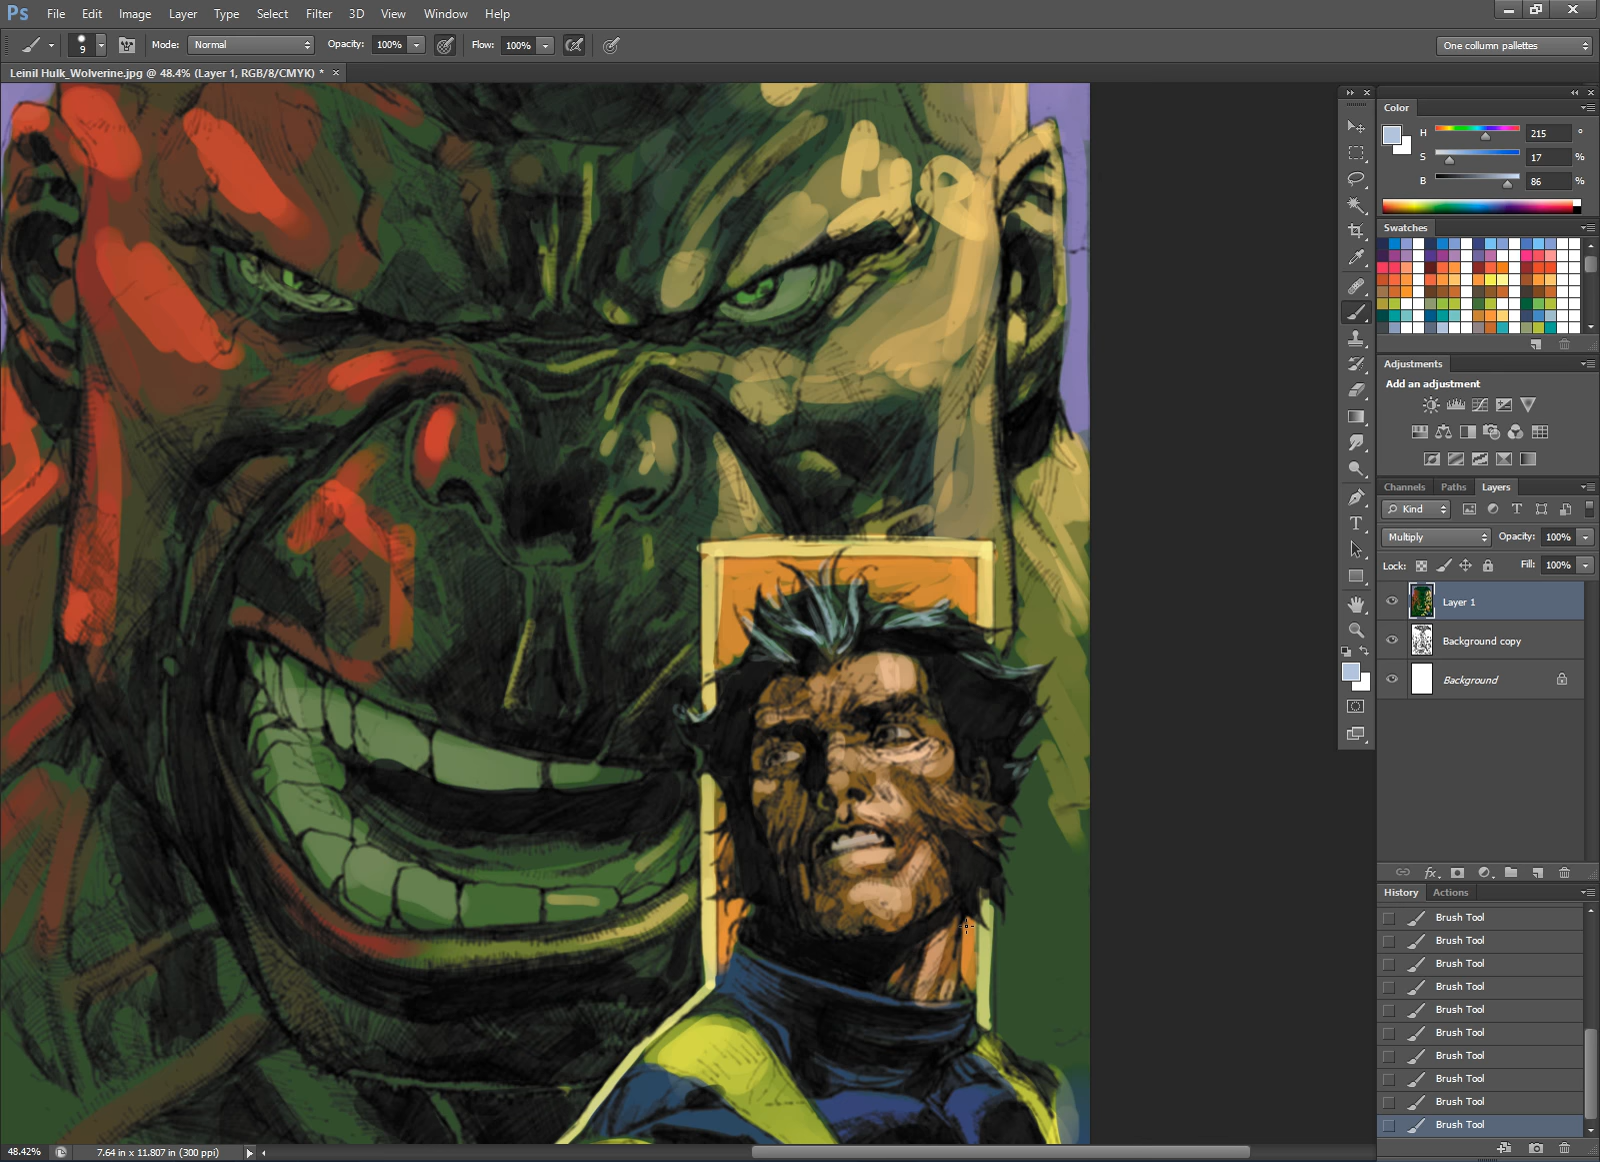 Ps File Edit Image Layer Type Select Filter 3D View Window Help
9 Mode: Normal Opacity: 100% Flow: 100% One collumn palettes
Leinil Hulk_Wolverine.jpg @ 48.4% (Layer 1, RGB/8/CMYK) * ×
Color
H 215 °
S 17 %
B 86 %
Swatches
Adjustments
Add an adjustment
Channels Paths Layers
Kind T
Multiply Opacity: 100%
Lock: Fill: 100%
Layer 1
Background copy
Background
fx
History Actions
Brush Tool
Brush Tool
Brush Tool
Brush Tool
Brush Tool
Brush Tool
Brush Tool
Brush Tool
Brush Tool
Brush Tool
48.42% 7.64 in x 11.807 in (300 ppi)